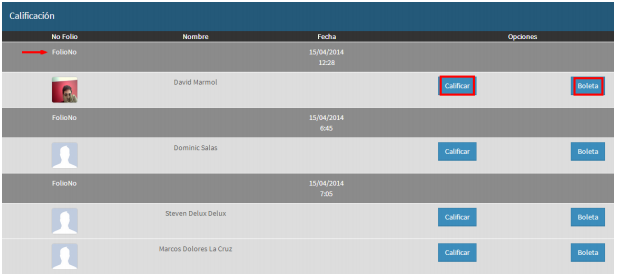 Calificación
No Folio Nombre Fecha Opciones
FolioNo 15/04/2014
12:28
David Marmol Calificar Boleta
FolioNo 15/04/2014
6:45
Dominic Salas Calificar Boleta
FolioNo 15/04/2014
7:05
Steven Delux Delux Calificar Boleta
Marcos Dolores La Cruz Calificar Boleta